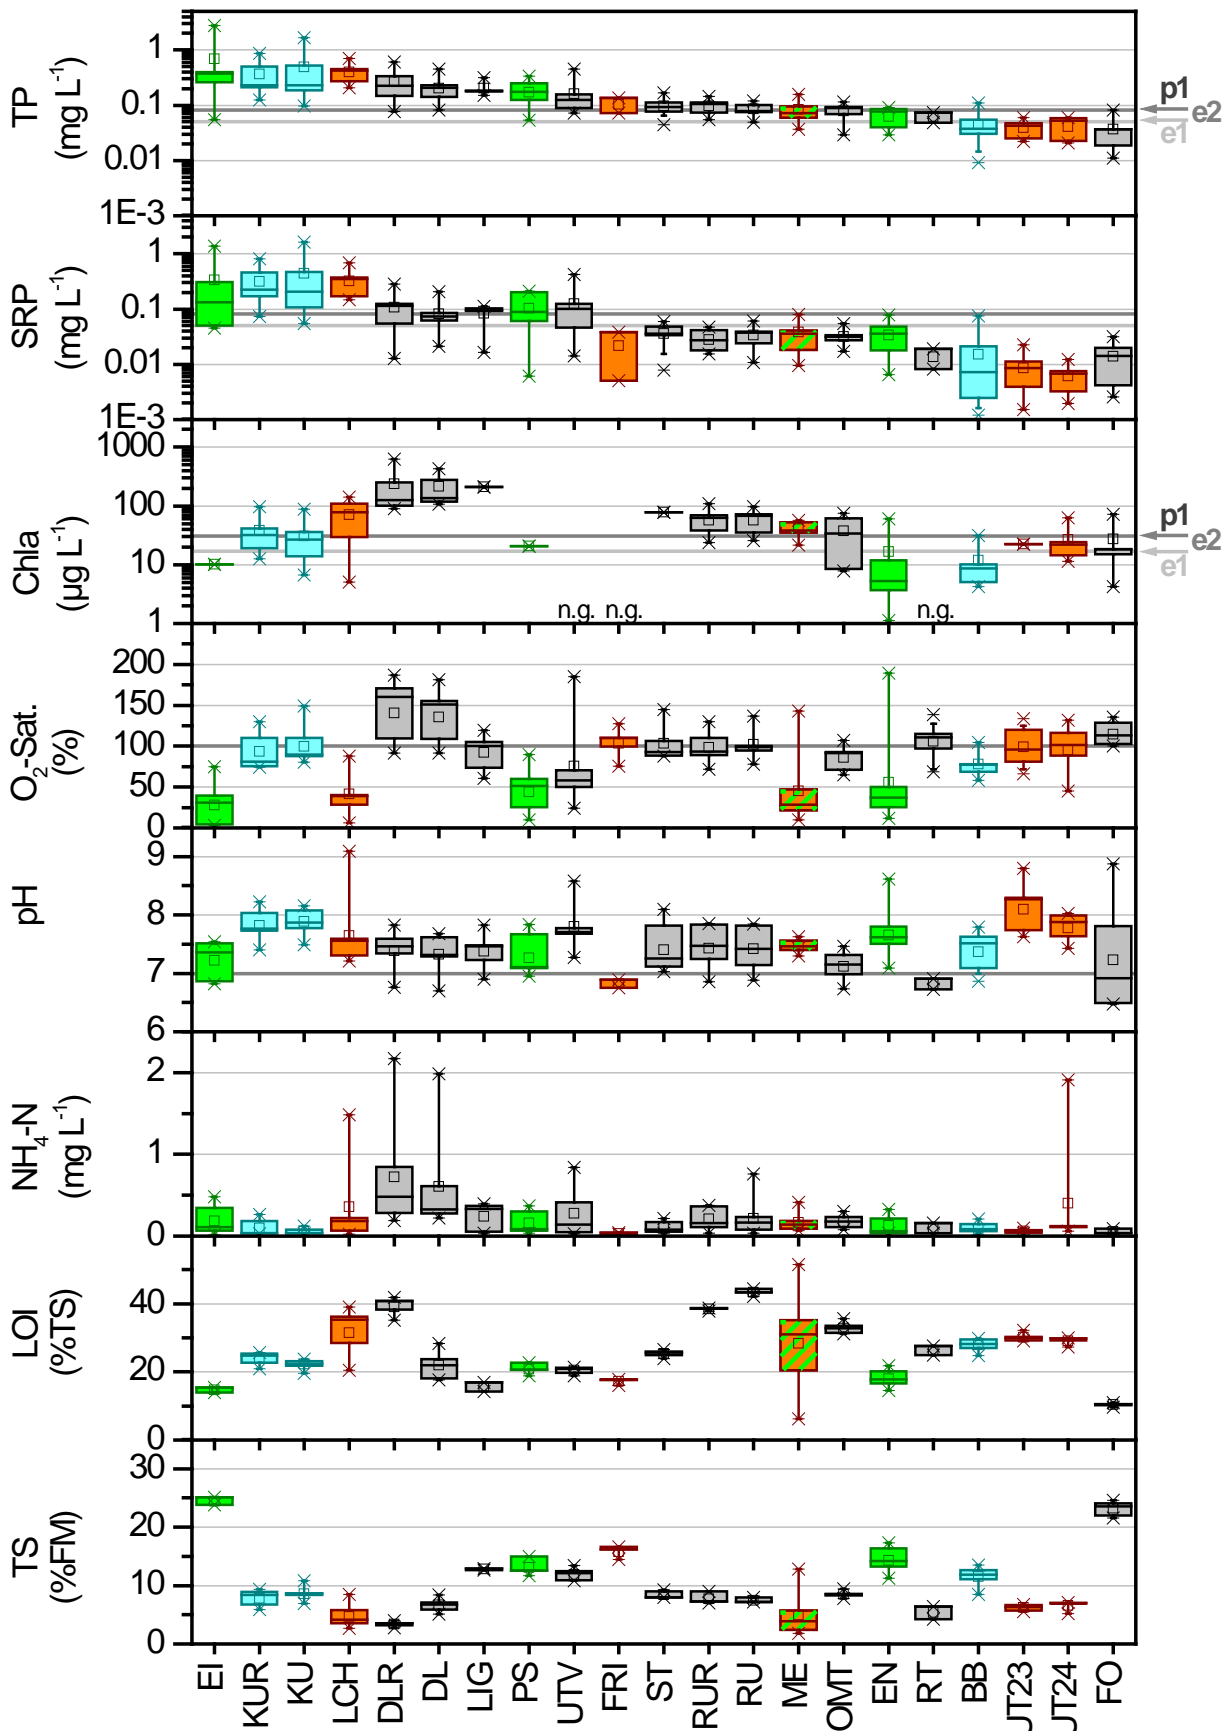 TP
(mg L-1)
1
0.1
0.01
1E-3
p1
e2
e1
SRP
(mg L-1)
1
0.1
0.01
1E-3
Chla
(µg L-1)
1000
100
10
1
n.g. n.g. n.g.
p1
e2
e1
O2-Sat.
(%)
200
150
100
50
0
pH
9
8
7
6
NH4-N
(mg L-1)
2
1
0
LOI
(%TS)
40
20
0
TS
(%FM)
30
20
10
0
EI KUR KU LCH DLR DL LIG PS UTV FRI ST RUR RU ME OMT EN RT BB UT23 UT24 FO